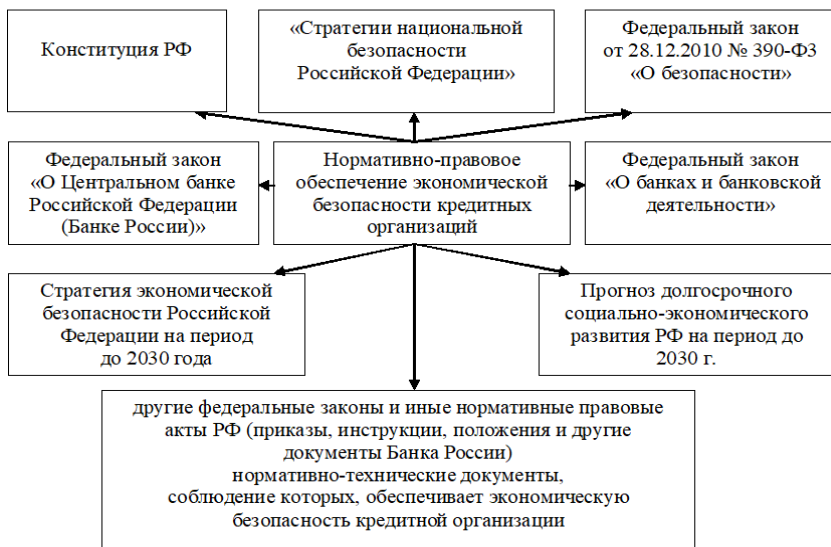 Конституция РФ
«Стратегии национальной
безопасности
Российской Федерации»
Федеральный закон
от 28.12.2010 № 390-ФЗ
«О безопасности»
Федеральный закон
«О Центральном банке
Российской Федерации
(Банке России)»
Нормативно-правовое
обеспечение экономической
безопасности кредитных
организаций
Федеральный закон
«О банках и банковской
деятельности»
Стратегия экономической
безопасности Российской
Федерации на период
до 2030 года
Прогноз долгосрочного
социально-экономического
развития РФ на период до
2030 г.
другие федеральные законы и иные нормативные правовые
акты РФ (приказы, инструкции, положения и другие
документы Банка России)
нормативно-технические документы,
соблюдение которых, обеспечивает экономическую
безопасность кредитной организации